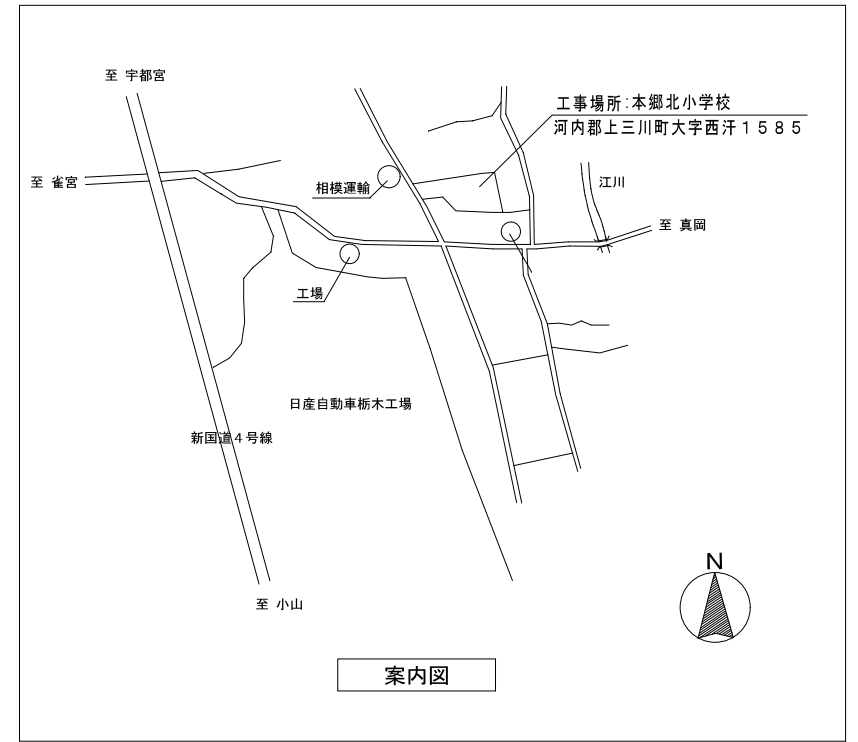 至 宇都宮
工事場所:本郷北小学校
河内郡上三川町大字西汗1585
至 雀宮
相模運輸
江川
至 真岡
工場
日産自動車栃木工場
新国道4号線
N
至 小山
案内図